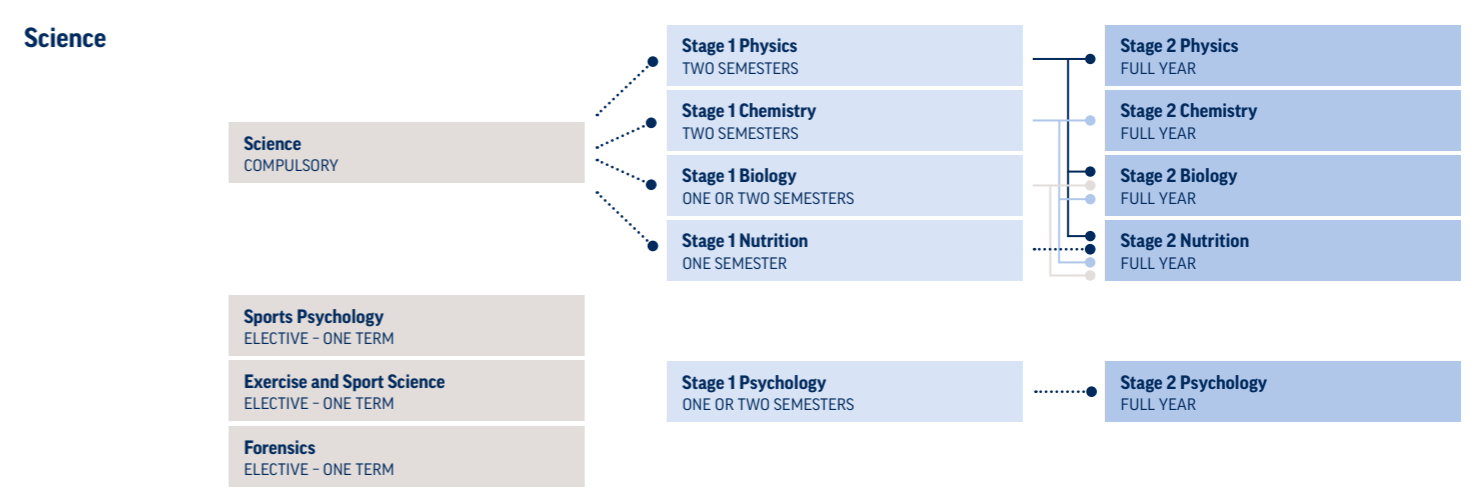 Science
Science
COMPULSORY
Sports Psychology
ELECTIVE – ONE TERM
Exercise and Sport Science
ELECTIVE – ONE TERM
Forensics
ELECTIVE – ONE TERM
Stage 1 Physics
TWO SEMESTERS
Stage 1 Chemistry
TWO SEMESTERS
Stage 1 Biology
ONE OR TWO SEMESTERS
Stage 1 Nutrition
ONE SEMESTER
Stage 1 Psychology
ONE OR TWO SEMESTERS
Stage 2 Physics
FULL YEAR
Stage 2 Chemistry
FULL YEAR
Stage 2 Biology
FULL YEAR
Stage 2 Nutrition
FULL YEAR
Stage 2 Psychology
FULL YEAR